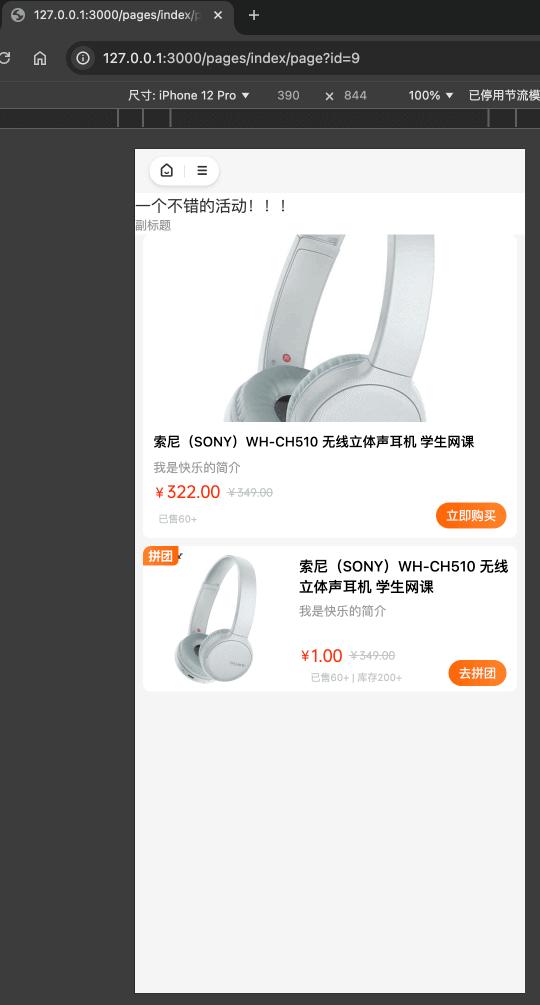 127.0.0.1:3000/pages/index/p
127.0.0.1:3000/pages/index/page?id=9
尺寸: iPhone 12 Pro ▼ 390 × 844 100% ▼ 已停用节流模
一个不错的活动！！！
副标题
索尼（SONY）WH-CH510 无线立体声耳机 学生网课
我是快乐的简介
¥322.00 ¥349.00
已售60+
立即购买
拼团
索尼（SONY）WH-CH510 无线
立体声耳机 学生网课
我是快乐的简介
¥1.00 ¥349.00
已售60+ | 库存200+
去拼团